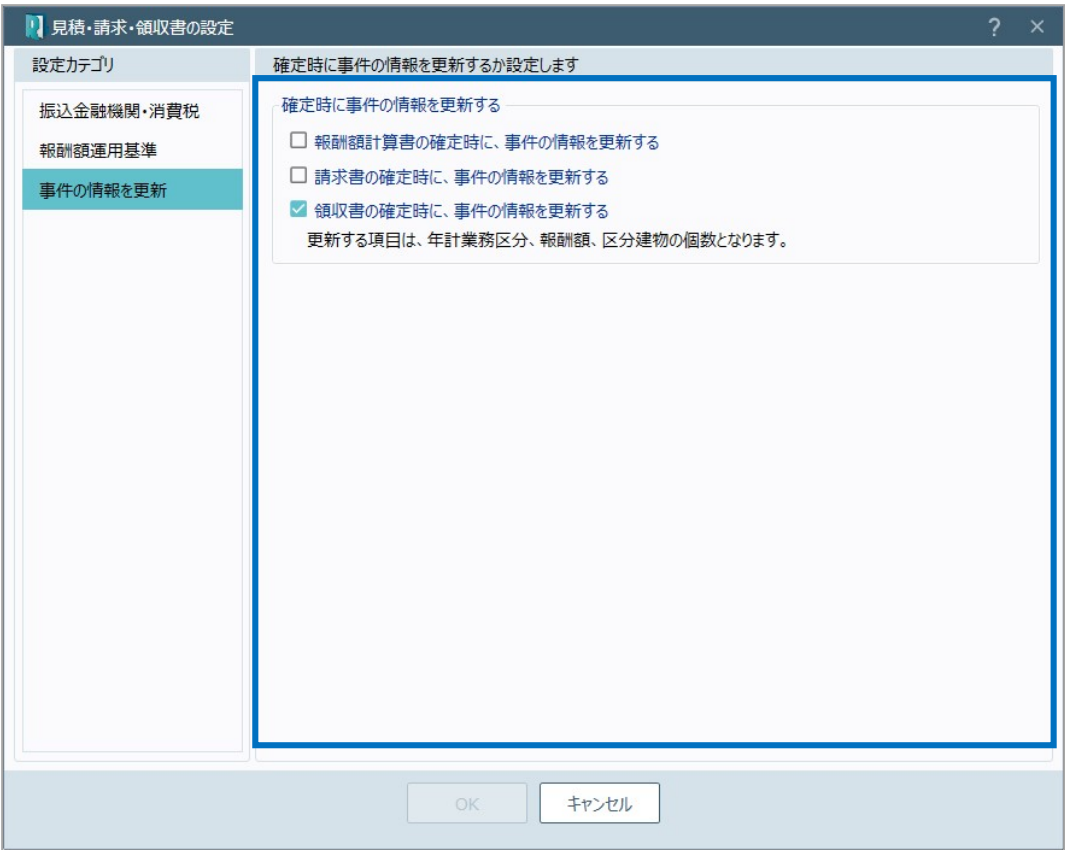 見積・請求・領収書の設定
? ×
設定カテゴリ
振込金融機関・消費税
報酬額運用基準
事件の情報を更新
確定時に事件の情報を更新するか設定します
確定時に事件の情報を更新する
報酬額計算書の確定時に、事件の情報を更新する
請求書の確定時に、事件の情報を更新する
領収書の確定時に、事件の情報を更新する
更新する項目は、年計業務区分、報酬額、区分建物の個数となります。
OK
キャンセル